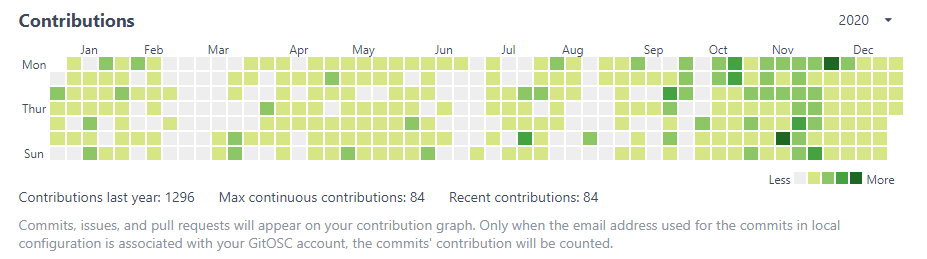 Contributions
2020
Jan Feb Mar Apr May Jun Jul Aug Sep Oct Nov Dec
Mon
Thur
Sun
Less More
Contributions last year: 1296 Max continuous contributions: 84 Recent contributions: 84
Commits, issues, and pull requests will appear on your contribution graph. Only when the email address used for the commits in local
configuration is associated with your GitOSC account, the commits' contribution will be counted.